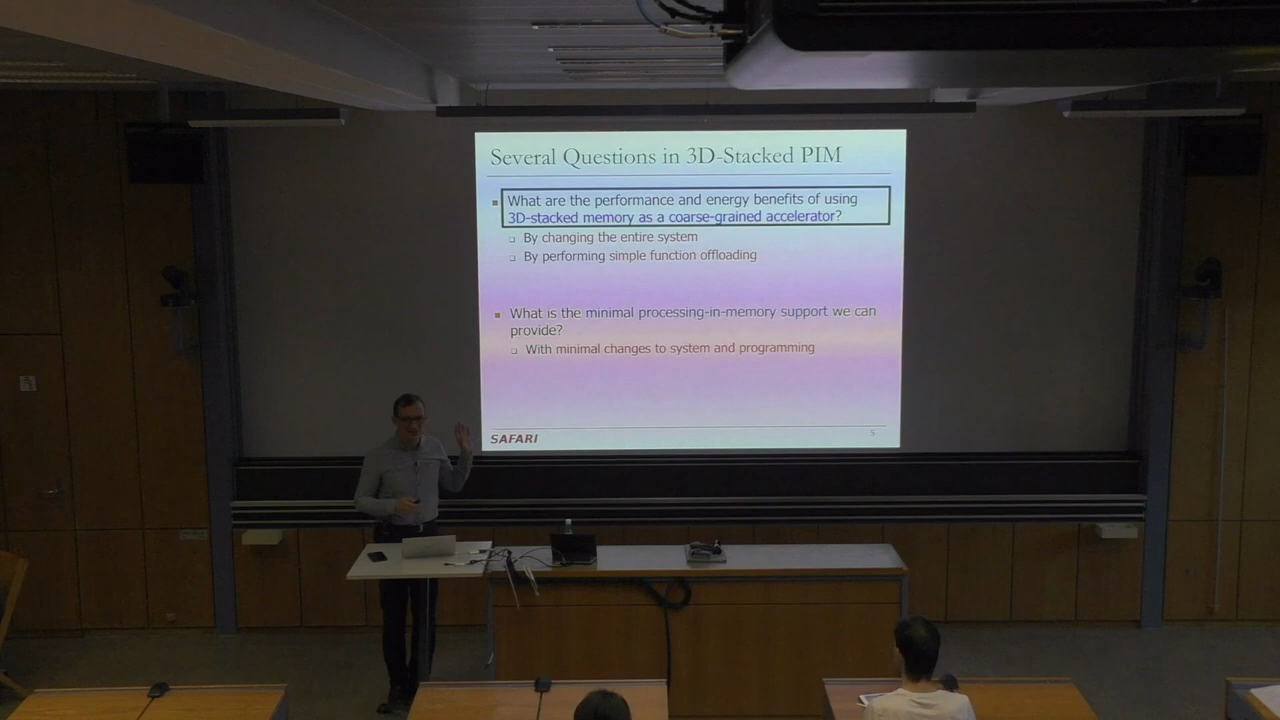 Several Questions in 3D-Stacked PIM
What are the performance and energy benefits of using
3D-stacked memory as a coarse-grained accelerator?
By changing the entire system
By performing simple function offloading
What is the minimal processing-in-memory support we can
provide?
With minimal changes to system and programming
SAFARI
5